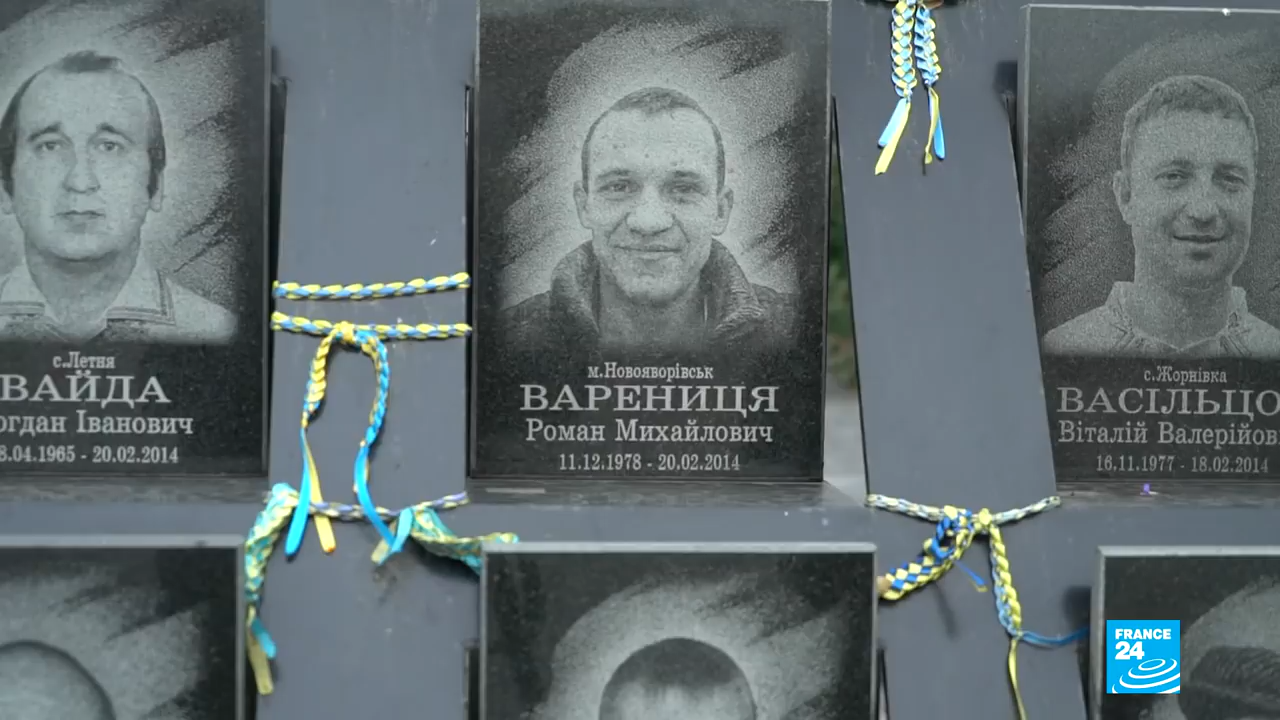 с.Летня
ВАЙДА
огдан Іванович
8.04.1965 - 20.02.2014
м.Новояворівськ
ВАРЕНИЦЯ
Роман Михайлович
11.12.1978 - 20.02.2014
с.Жорнівка
ВАСІЛЬЦО
Віталій Валерійов
16.11.1977 - 18.02.2014
FRANCE
24